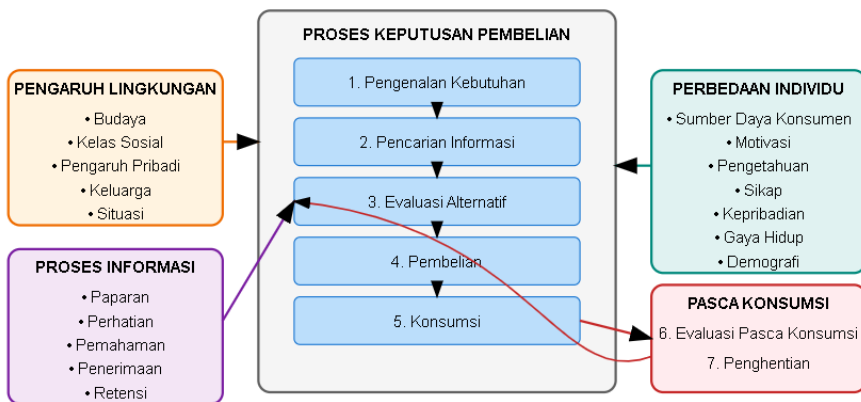 PROSES KEPUTUSAN PEMBELIAN
1. Pengenalan Kebutuhan
2. Pencarian Informasi
3. Evaluasi Alternatif
4. Pembelian
5. Konsumsi
PENGARUH LINGKUNGAN
• Budaya
• Kelas Sosial
• Pengaruh Pribadi
• Keluarga
• Situasi
PROSES INFORMASI
• Paparan
• Perhatian
• Pemahaman
• Penerimaan
• Retensi
PERBEDAAN INDIVIDU
• Sumber Daya Konsumen
• Motivasi
• Pengetahuan
• Sikap
• Kepribadian
• Gaya Hidup
• Demografi
PASCA KONSUMSI
6. Evaluasi Pasca Konsumsi
7. Penghentian